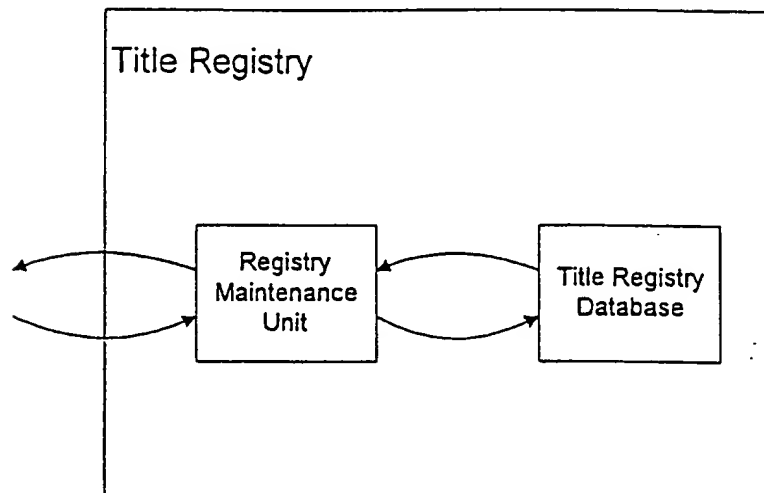 Title Registry
Registry
Maintenance
Unit
Title Registry
Database